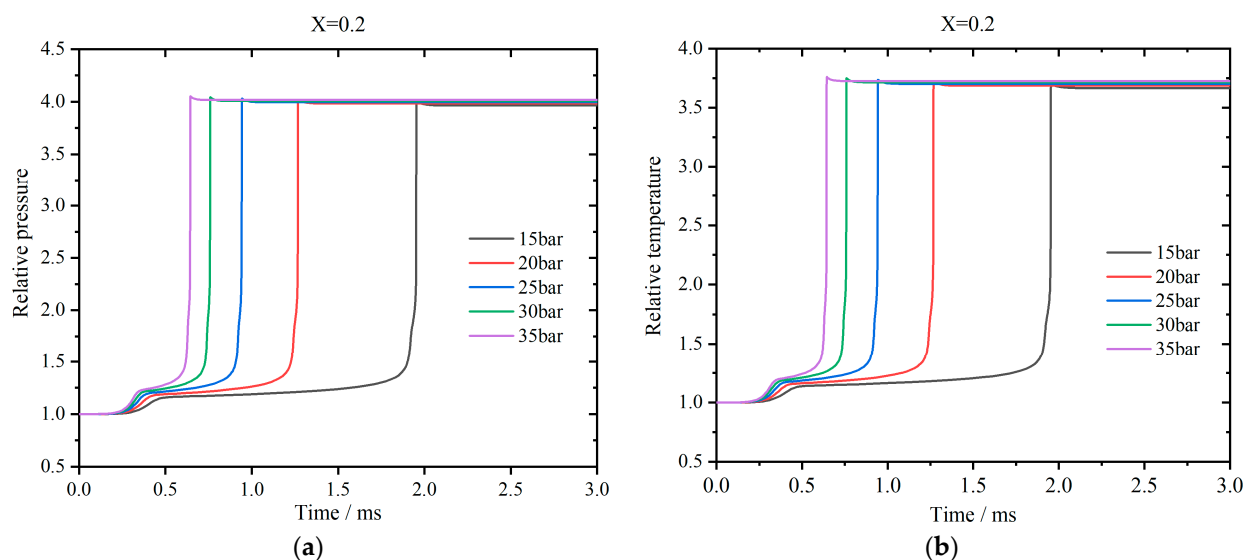 X=0.2
4.5
4.0
3.5
3.0
2.5
2.0
1.5
1.0
0.5
Relative pressure
15bar
20bar
25bar
30bar
35bar
0.0 0.5 1.0 1.5 2.0 2.5 3.0
Time / ms
(a)
X=0.2
4.0
3.5
3.0
2.5
2.0
1.5
1.0
0.5
Relative temperature
15bar
20bar
25bar
30bar
35bar
0.0 0.5 1.0 1.5 2.0 2.5 3.0
Time / ms
(b)